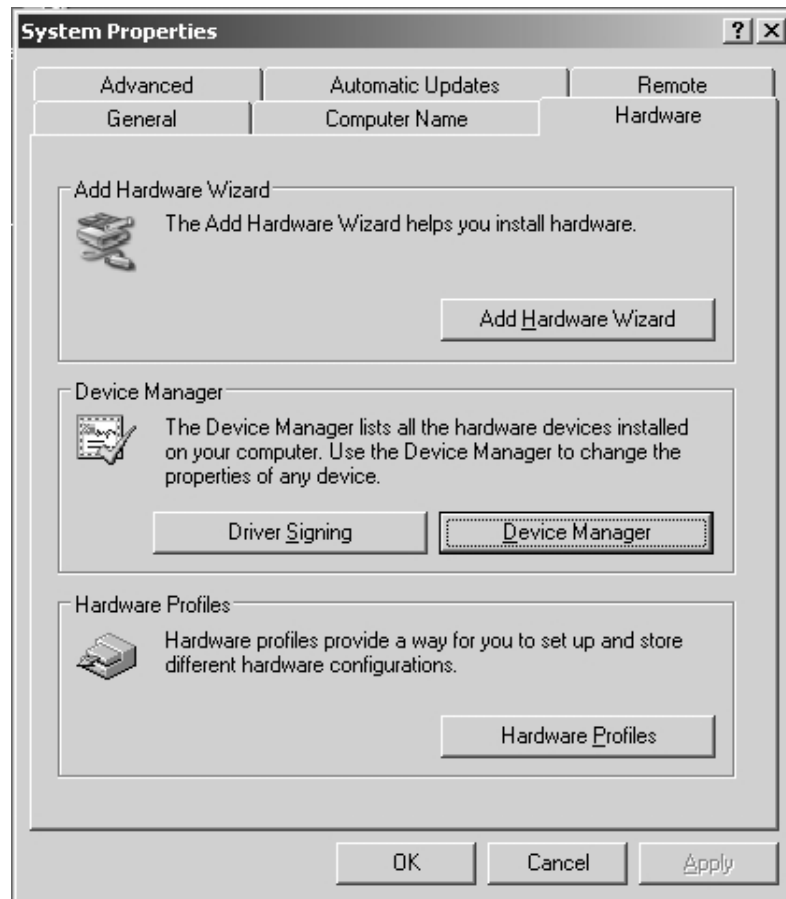 System Properties
? X
Advanced Automatic Updates Remote
General Computer Name Hardware
Add Hardware Wizard
The Add Hardware Wizard helps you install hardware.
Add Hardware Wizard
Device Manager
The Device Manager lists all the hardware devices installed
on your computer. Use the Device Manager to change the
properties of any device.
Driver Signing Device Manager
Hardware Profiles
Hardware profiles provide a way for you to set up and store
different hardware configurations.
Hardware Profiles
OK Cancel Apply